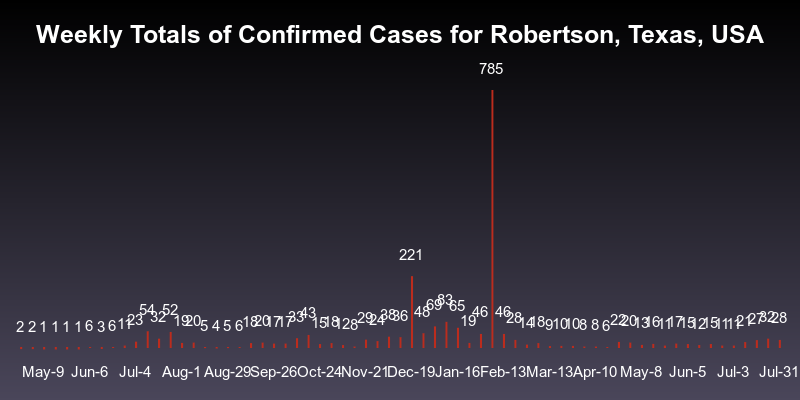 Weekly Totals of Confirmed Cases for Robertson, Texas, USA
785
221
2 2 1 1 1 1 6 3 6 11 23 54 32 52 19 20 5 4 5 6 18 20 17 17 33 43 15 18 12 8 29 24 38 36 48 69 83 65 19 46 46 28 14 18 9 10 10 8 8 6 22 20 13 16 11 17 15 12 15 11 11 21 27 32 28
May-9 Jun-6 Jul-4 Aug-1 Aug-29 Sep-26 Oct-24 Nov-21 Dec-19 Jan-16 Feb-13 Mar-13 Apr-10 May-8 Jun-5 Jul-3 Jul-31